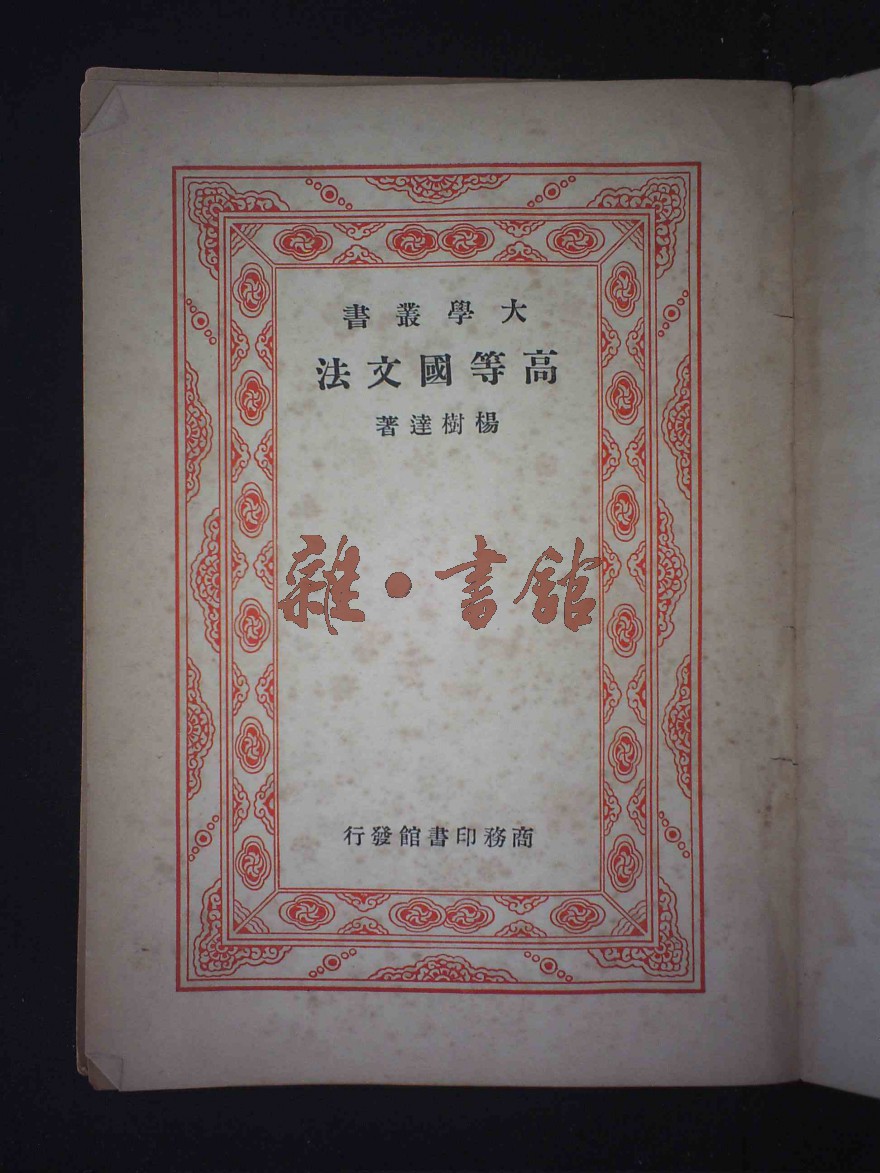 大學叢書
高等國文法
楊樹達著
雜·書館
商務印書館發行